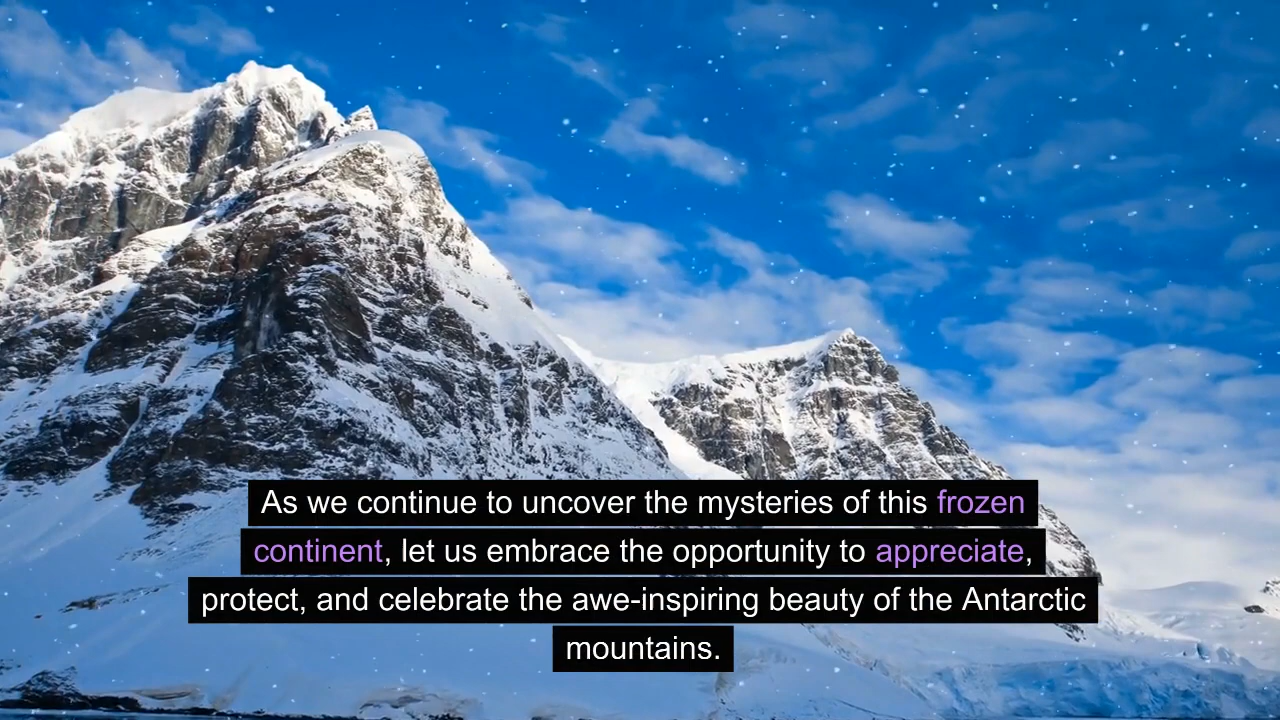 As we continue to uncover the mysteries of this frozen
continent, let us embrace the opportunity to appreciate,
protect, and celebrate the awe-inspiring beauty of the Antarctic
mountains.